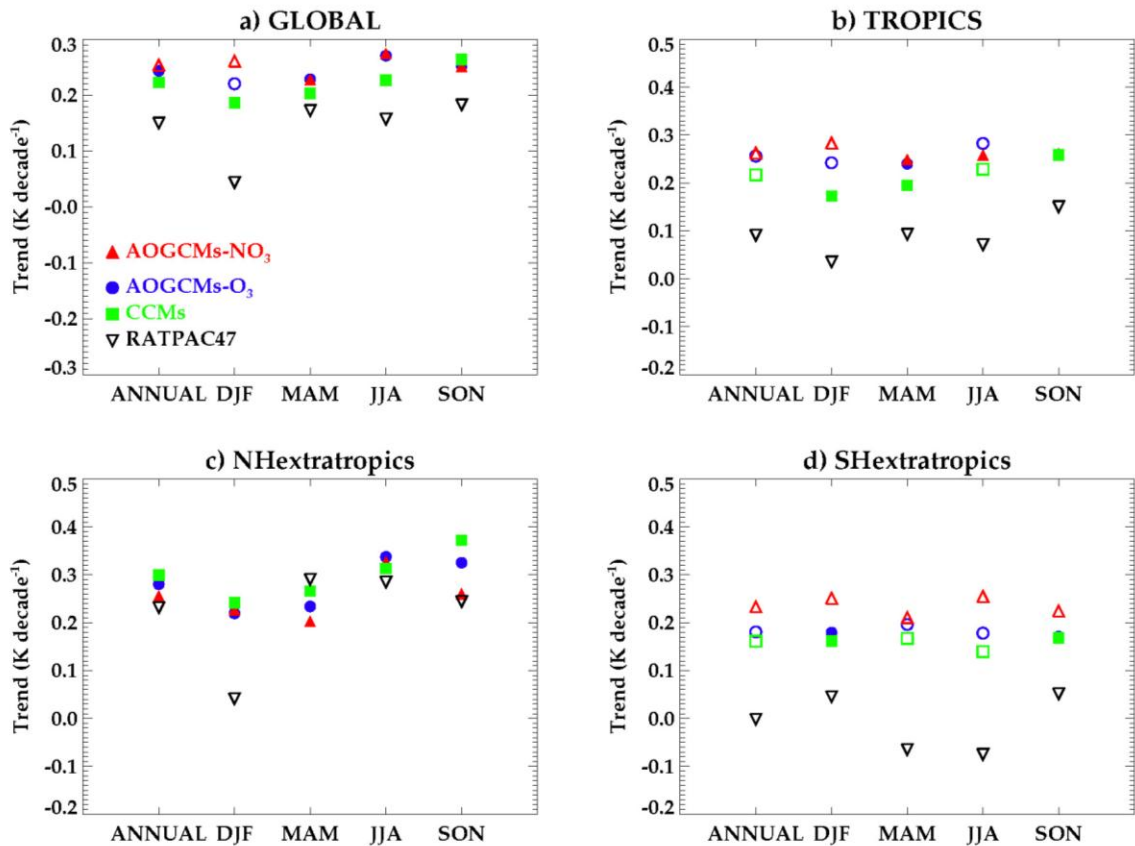 a) GLOBAL
0.3
0.2
0.1
-0.0
-0.1
-0.2
-0.3
Trend (K decade⁻¹)
AOGCMs-NO₃
AOGCMs-O₃
CCMs
RATPAC47
ANNUAL DJF MAM JJA SON
b) TROPICS
0.5
0.4
0.3
0.2
0.1
0.0
-0.1
-0.2
Trend (K decade⁻¹)
ANNUAL DJF MAM JJA SON
c) NHextratropics
0.5
0.4
0.3
0.2
0.1
0.0
-0.1
-0.2
Trend (K decade⁻¹)
ANNUAL DJF MAM JJA SON
d) SHextratropics
0.5
0.4
0.3
0.2
0.1
0.0
-0.1
-0.2
Trend (K decade⁻¹)
ANNUAL DJF MAM JJA SON